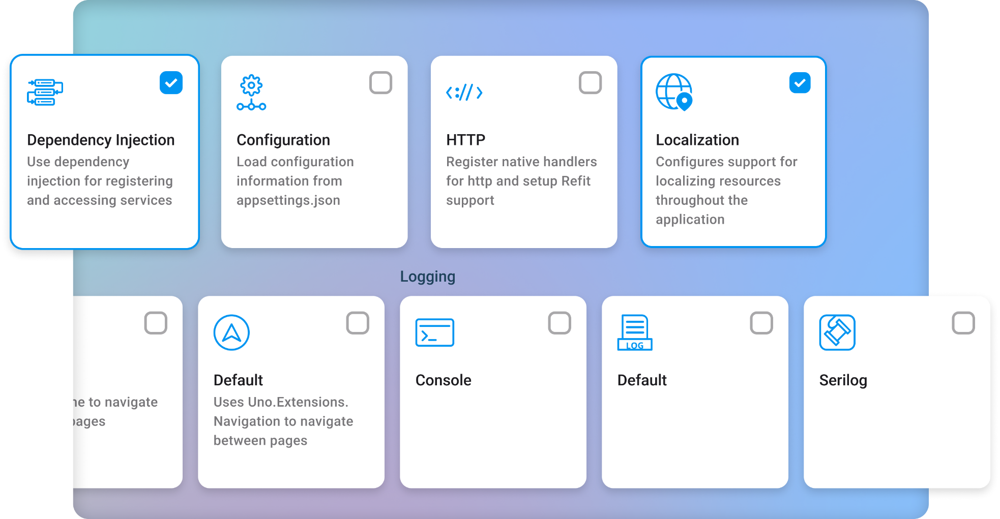 Dependency Injection
Use dependency
injection for registering
and accessing services
Configuration
Load configuration
information from
appsettings.json
HTTP
Register native handlers
for http and setup Refit
support
Localization
Configures support for
localizing resources
throughout the
application
Logging
to navigate
Default
Uses Uno.Extensions.
Navigation to navigate
between pages
Console
LOG
Default
Serilog